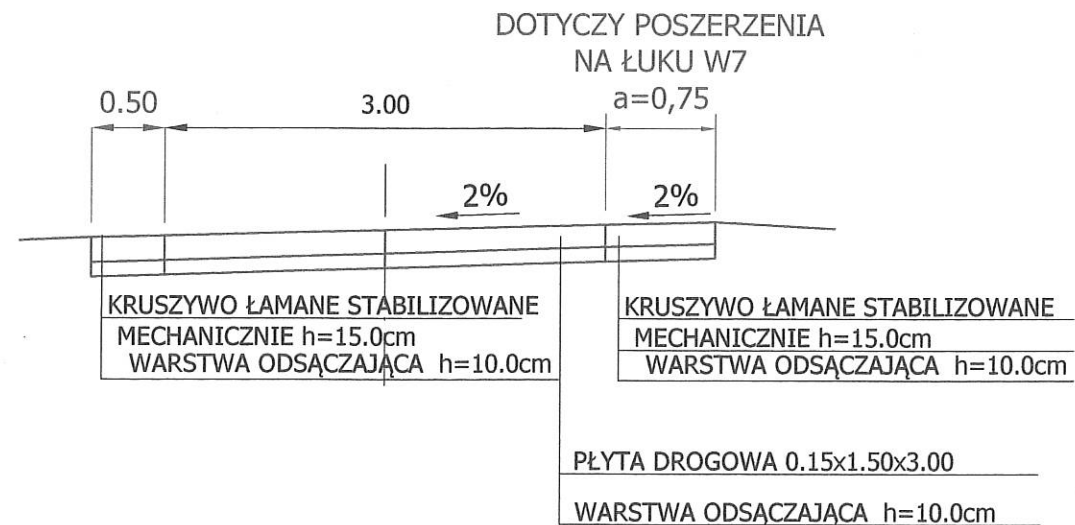 DOTYCZY POSZERZENIA
NA ŁUKU W7
0.50
3.00
a=0,75
2%
2%
KRUSZYWO ŁAMANE STABILIZOWANE
MECHANICZNIE h=15.0cm
WARSTWA ODSĄCZAJĄCA h=10.0cm
KRUSZYWO ŁAMANE STABILIZOWANE
MECHANICZNIE h=15.0cm
WARSTWA ODSĄCZAJĄCA h=10.0cm
PŁYTA DROGOWA 0.15x1.50x3.00
WARSTWA ODSĄCZAJĄCA h=10.0cm